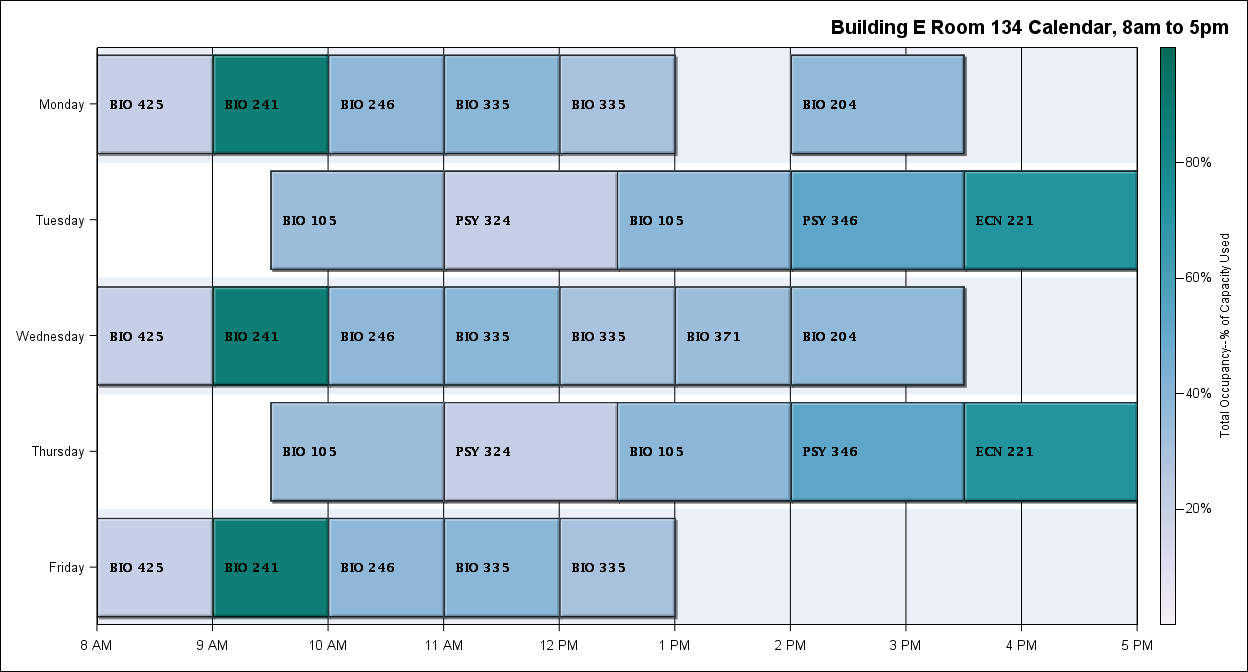 Building E Room 134 Calendar, 8am to 5pm
Monday
BIO 425
BIO 241
BIO 246
BIO 335
BIO 335
BIO 204
Tuesday
BIO 105
PSY 324
BIO 105
PSY 346
ECN 221
Wednesday
BIO 425
BIO 241
BIO 246
BIO 335
BIO 335
BIO 371
BIO 204
Thursday
BIO 105
PSY 324
BIO 105
PSY 346
ECN 221
Friday
BIO 425
BIO 241
BIO 246
BIO 335
BIO 335
8 AM
9 AM
10 AM
11 AM
12 PM
1 PM
2 PM
3 PM
4 PM
5 PM
80%
60%
40%
20%
Total Occupancy--% of Capacity Used